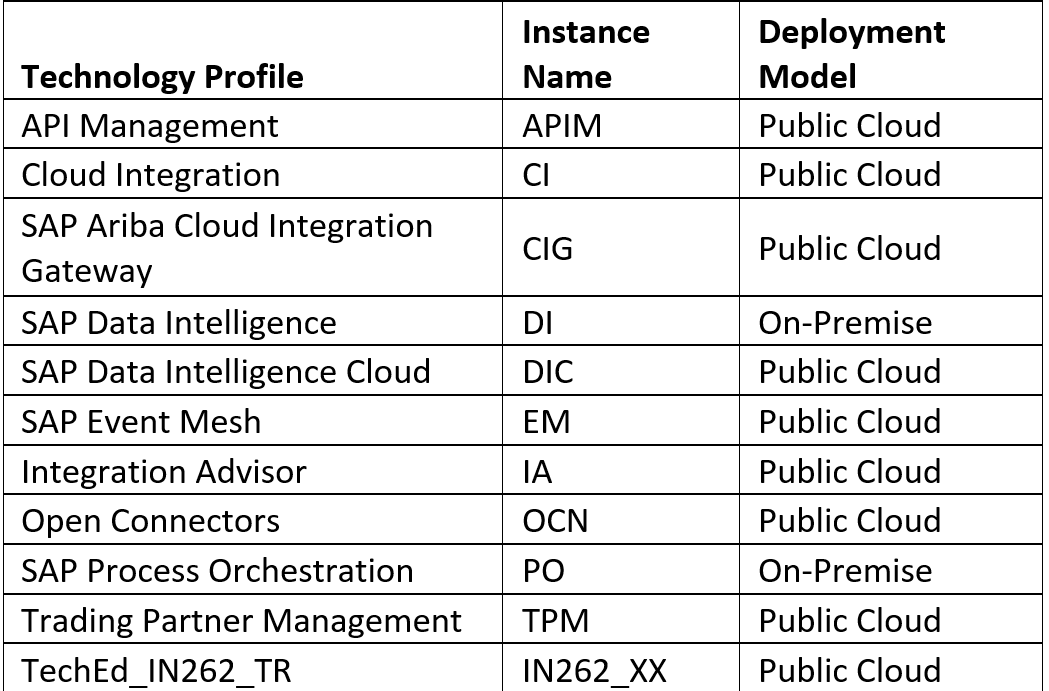 Technology Profile Instance Name Deployment Model
API Management APIM Public Cloud
Cloud Integration CI Public Cloud
SAP Ariba Cloud Integration Gateway CIG Public Cloud
SAP Data Intelligence DI On-Premise
SAP Data Intelligence Cloud DIC Public Cloud
SAP Event Mesh EM Public Cloud
Integration Advisor IA Public Cloud
Open Connectors OCN Public Cloud
SAP Process Orchestration PO On-Premise
Trading Partner Management TPM Public Cloud
TechEd_IN262_TR IN262_XX Public Cloud